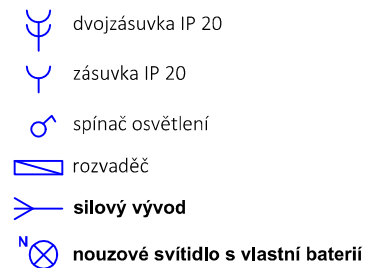 dvojzásuvka IP 20
zásuvka IP 20
spínač osvětlení
rozvaděč
silový vývod
N nouzové svítidlo s vlastní baterií